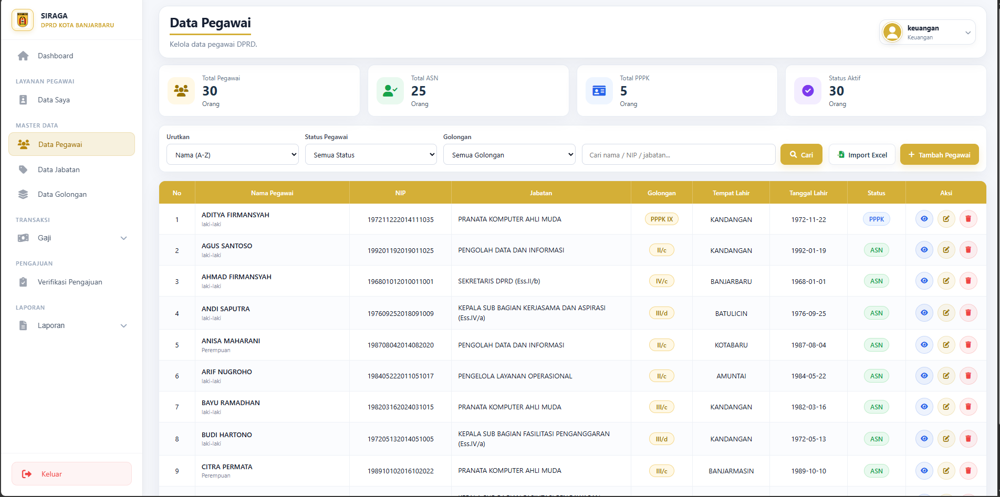 SIRAGA
DPRD KOTA BANJARBARU
Dashboard
LAYANAN PEGAWAI
Data Saya
MASTER DATA
Data Pegawai
Data Jabatan
Data Golongan
TRANSAKSI
Gaji
PENGAJUAN
Verifikasi Pengajuan
LAPORAN
Laporan
Keluar
Data Pegawai
Kelola data pegawai DPRD.
keuangan
Keuangan
Total Pegawai
30
Orang
Total ASN
25
Orang
Total PPPK
5
Orang
Status Aktif
30
Orang
Urutkan
Nama (A-Z)
Status Pegawai
Semua Status
Golongan
Semua Golongan
Cari nama / NIP / jabatan...
Cari
Import Excel
+ Tambah Pegawai
No Nama Pegawai NIP Jabatan Golongan Tempat Lahir Tanggal Lahir Status Aksi
1 ADITYA FIRMANSYAH 197211222014111035 PRANATA KOMPUTER AHLI MUDA PPPK IX KANDANGAN 1972-11-22 PPPK
laki-laki
2 AGUS SANTOSO 199201192019011025 PENGOLAH DATA DAN INFORMASI II/c KANDANGAN 1992-01-19 ASN
laki-laki
3 AHMAD FIRMANSYAH 196801012010011001 SEKRETARIS DPRD (Ess.II/b) IV/c BANJARBARU 1968-01-01 ASN
laki-laki
4 ANDI SAPUTRA 197609252018091009 KEPALA SUB BAGIAN KERJASAMA DAN ASPIRASI III/d BATULICIN 1976-09-25 ASN
laki-laki (Ess.IV/a)
5 ANISA MAHARANI 198708042014082020 PENGOLAH DATA DAN INFORMASI II/c KOTABARU 1987-08-04 ASN
Perempuan
6 ARIF NUGROHO 198405222011051017 PENGELOLA LAYANAN OPERASIONAL II/c AMUNTAI 1984-05-22 ASN
laki-laki
7 BAYU RAMADHAN 198203162024031015 PRANATA KOMPUTER AHLI MUDA III/c KANDANGAN 1982-03-16 ASN
laki-laki
8 BUDI HARTONO 197205132014051005 KEPALA SUB BAGIAN FASILITASI PENGANGGARAN III/d KANDANGAN 1972-05-13 ASN
laki-laki (Ess.IV/a)
9 CITRA PERMATA 198910102016102022 PRANATA KOMPUTER AHLI MUDA III/c BANJARMASIN 1989-10-10 ASN
Perempuan